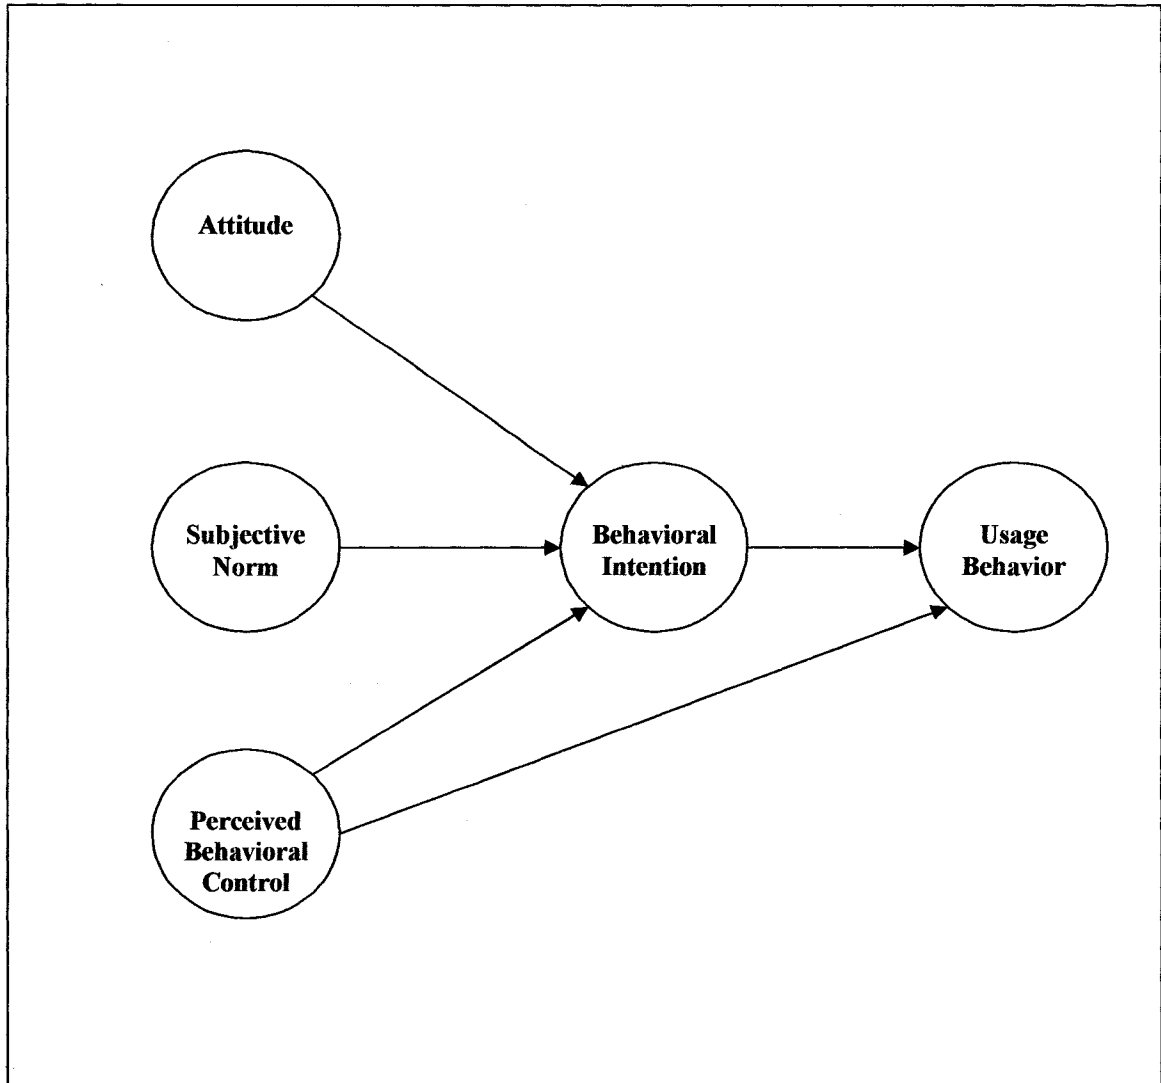 Attitude
Subjective
Norm
Behavioral
Intention
Usage
Behavior
Perceived
Behavioral
Control